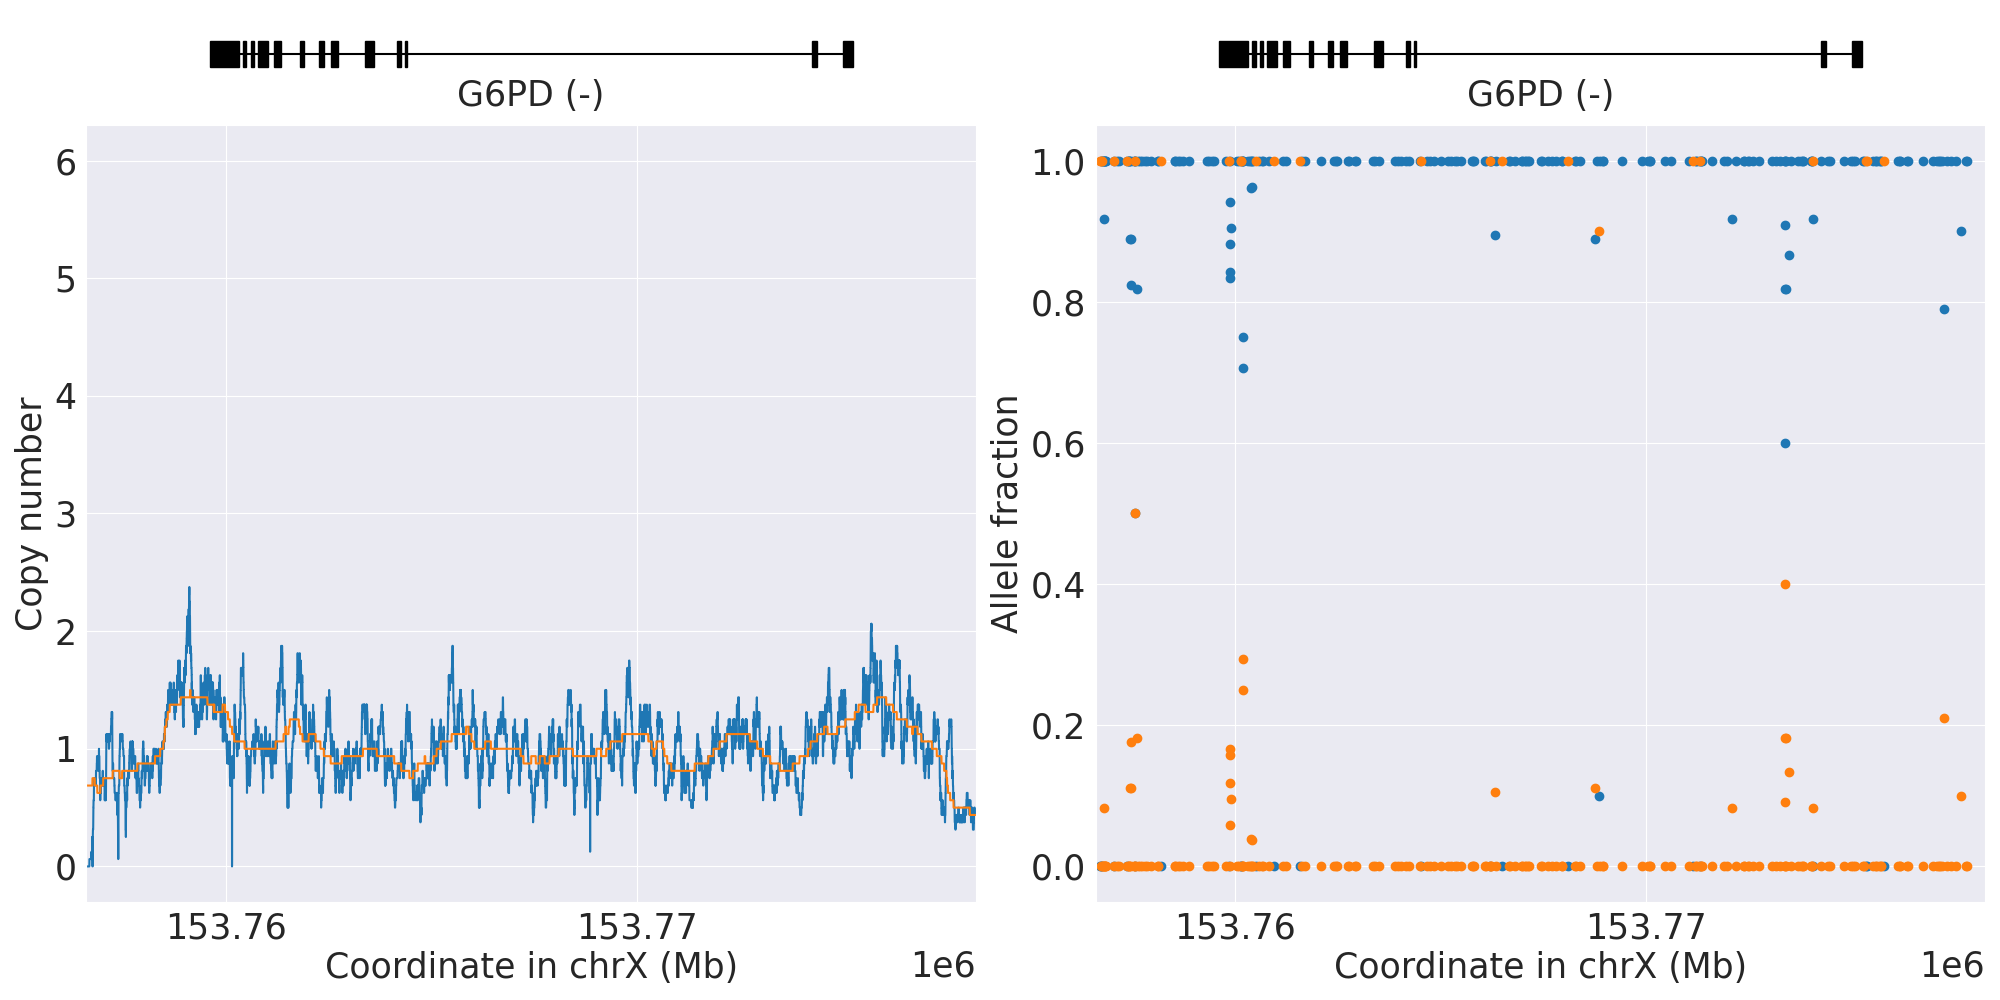 G6PD (-)
G6PD (-)
Copy number
6
5
4
3
2
1
0
153.76
153.77
Coordinate in chrX (Mb)
1e6
Allele fraction
1.0
0.8
0.6
0.4
0.2
0.0
153.76
153.77
Coordinate in chrX (Mb)
1e6